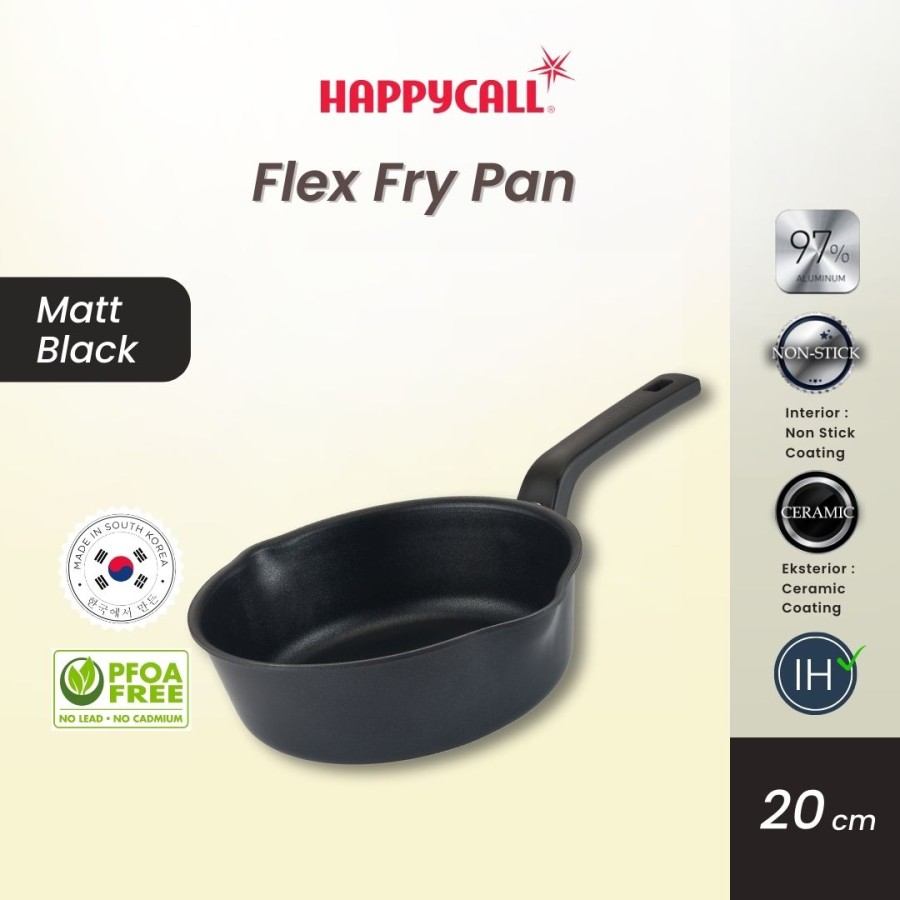 HAPPYCALL®
Flex Fry Pan
Matt
Black
97%
ALUMINUM
NON-STICK
Interior :
Non Stick
Coating
CERAMIC
Eksterior :
Ceramic
Coating
IH
MADE IN SOUTH KOREA
한국에서 만든
PFOA
FREE
NO LEAD • NO CADMIUM
20 cm